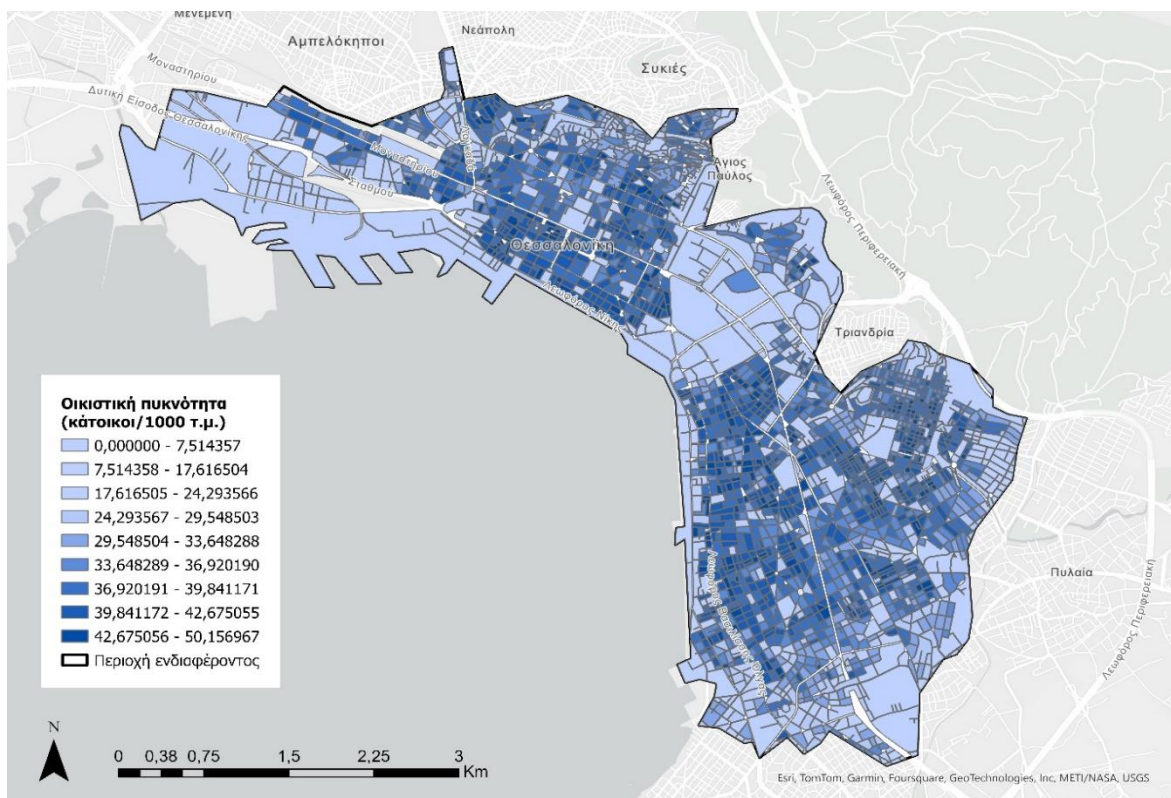 Μενεμένη
Νεάπολη
Αμπελόκηποι
Συκιές
Μοναστηρίου
Δυτική Είσοδος Θεσσαλονίκης
Λαγκαδά
Μοναστηρίου
Σταθμού
Άγιος
Παύλος
Λεωφόρος Περιφερειακή
Θεσσαλονίκη
Λεωφόρος Νίκης
Τριανδρία
Οικιστική πυκνότητα
(κάτοικοι/1000 τ.μ.)
0,000000 - 7,514357
7,514358 - 17,616504
17,616505 - 24,293566
24,293567 - 29,548503
29,548504 - 33,648288
33,648289 - 36,920190
36,920191 - 39,841171
39,841172 - 42,675055
42,675056 - 50,156967
Περιοχή ενδιαφέροντος
Λεωφόρος Βασιλίσσης Όλγας
Πυλαία
Λεωφόρος Περιφερειακή
N
0 0,38 0,75 1,5 2,25 3
Km
Esri, TomTom, Garmin, Foursquare, GeoTechnologies, Inc, METI/NASA, USGS